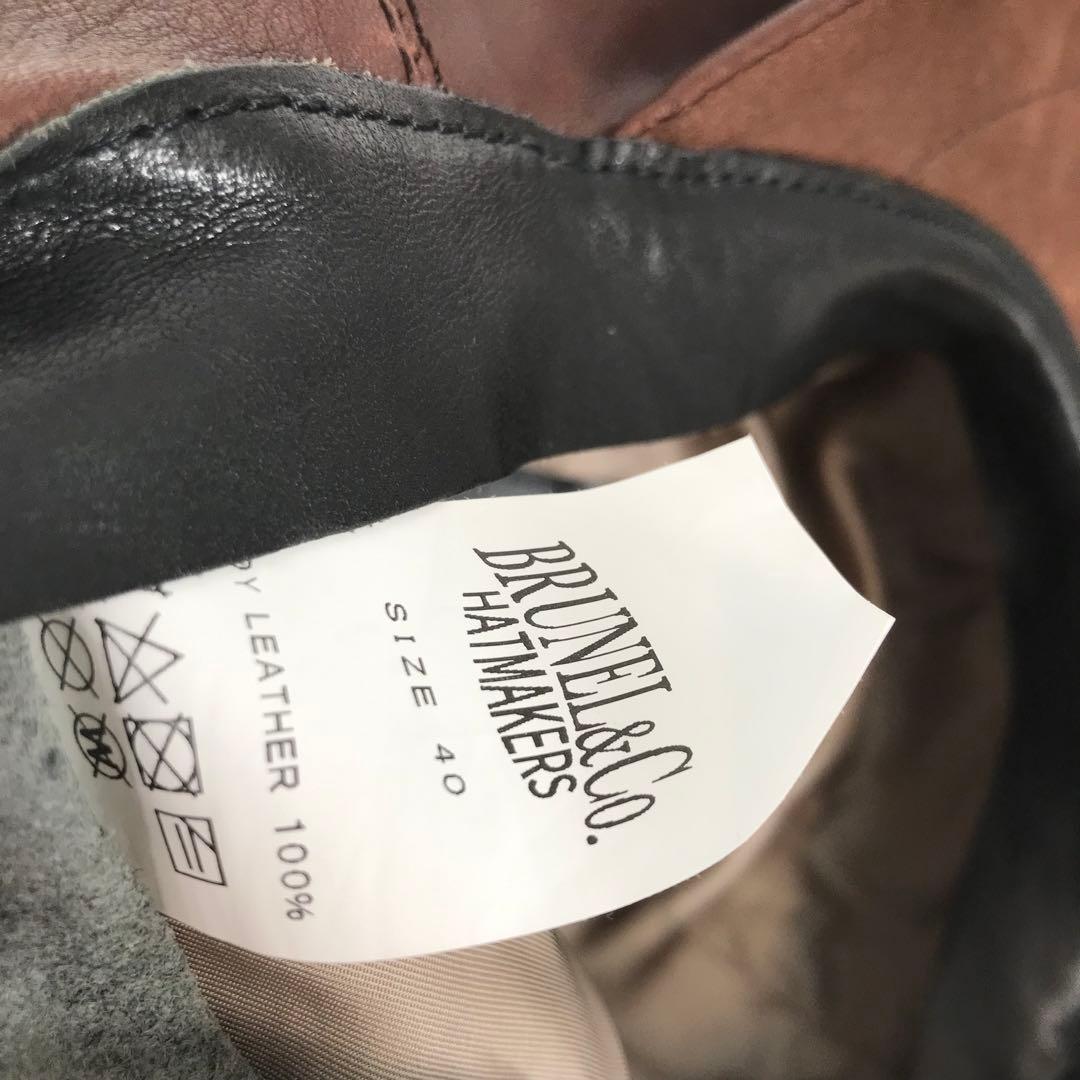 BRUNEL&Co.
HATMAKERS
SIZE 40
LEATHER 100%